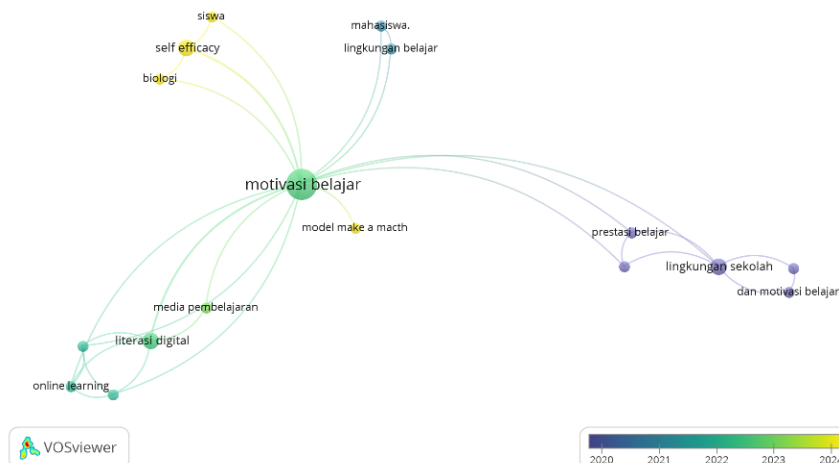 siswa
mahasiswa.
self efficacy
lingkungan belajar
biologi
motivasi belajar
model make a macth
prestasi belajar
lingkungan sekolah
dan motivasi belajar
media pembelajaran
literasi digital
online learning
VOSviewer
2020 2021 2022 2023 2024